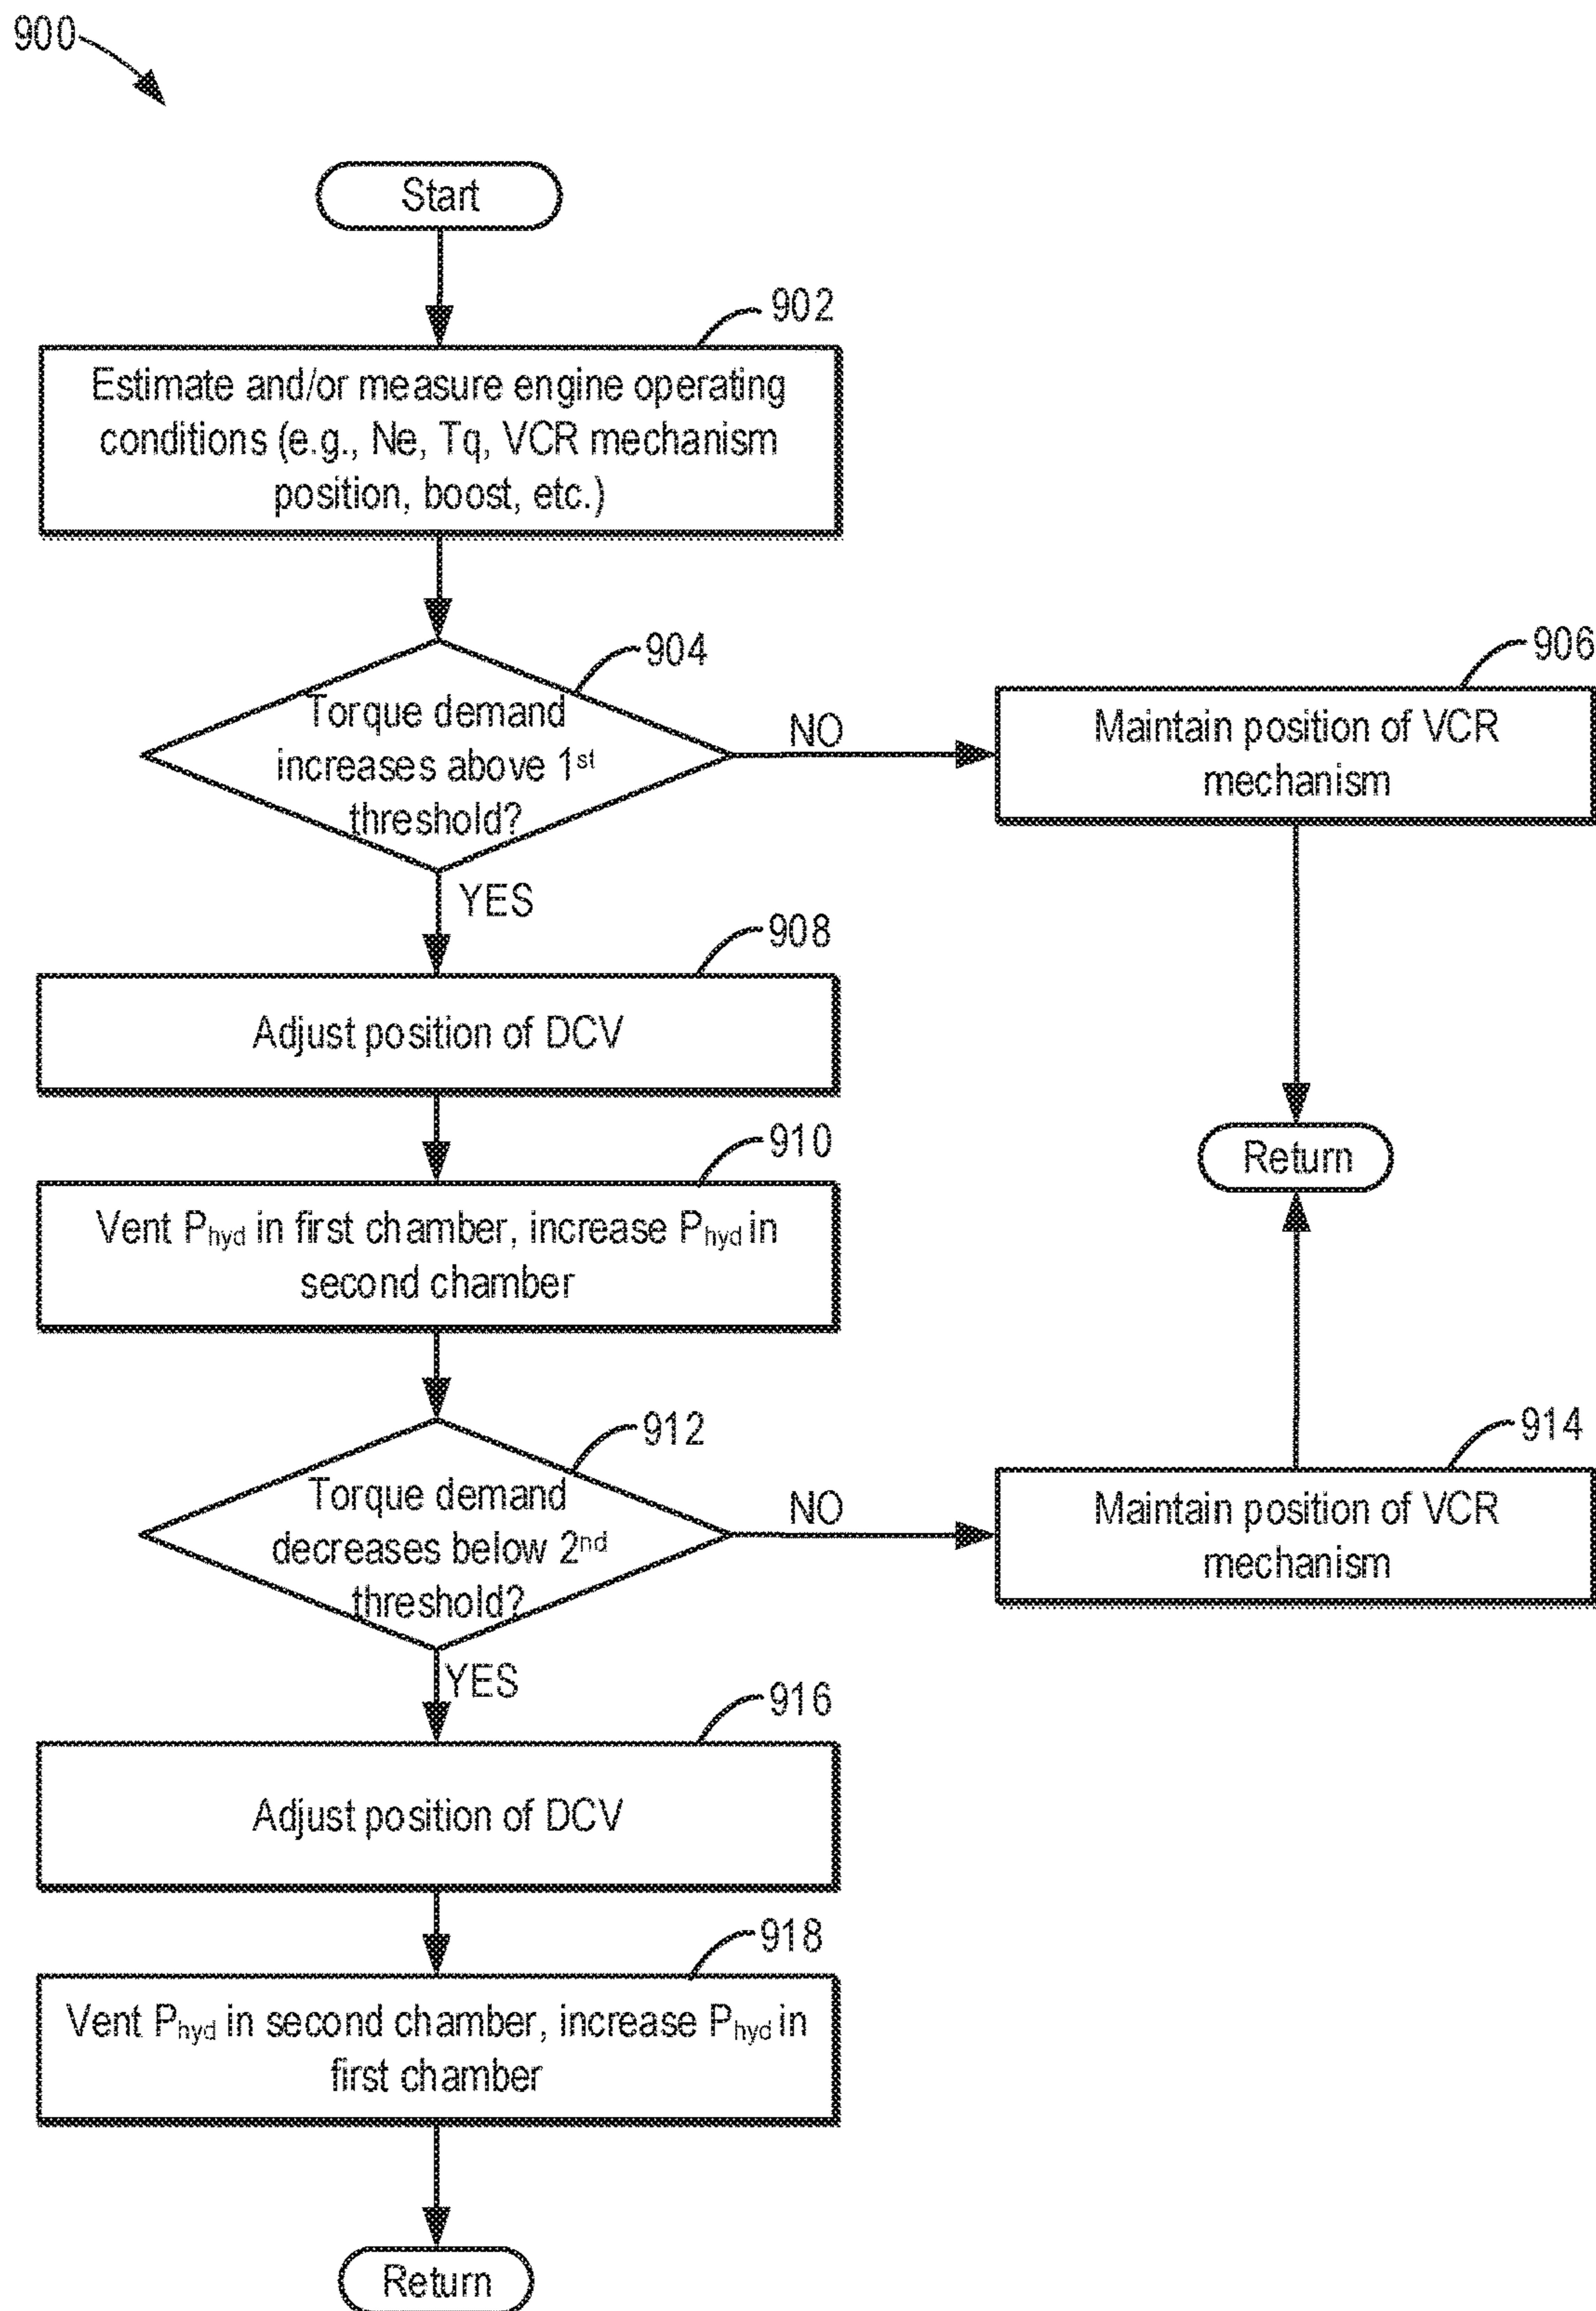 900
Start
902
Estimate and/or measure engine operating
conditions (e.g., Ne, Tq, VCR mechanism
position, boost, etc.)
904
Torque demand
increases above 1st
threshold?
NO
906
Maintain position of VCR
mechanism
YES
908
Adjust position of DCV
910
Vent Phyd in first chamber, increase Phyd in
second chamber
Return
912
Torque demand
decreases below 2nd
threshold?
NO
914
Maintain position of VCR
mechanism
YES
916
Adjust position of DCV
918
Vent Phyd in second chamber, increase Phyd in
first chamber
Return